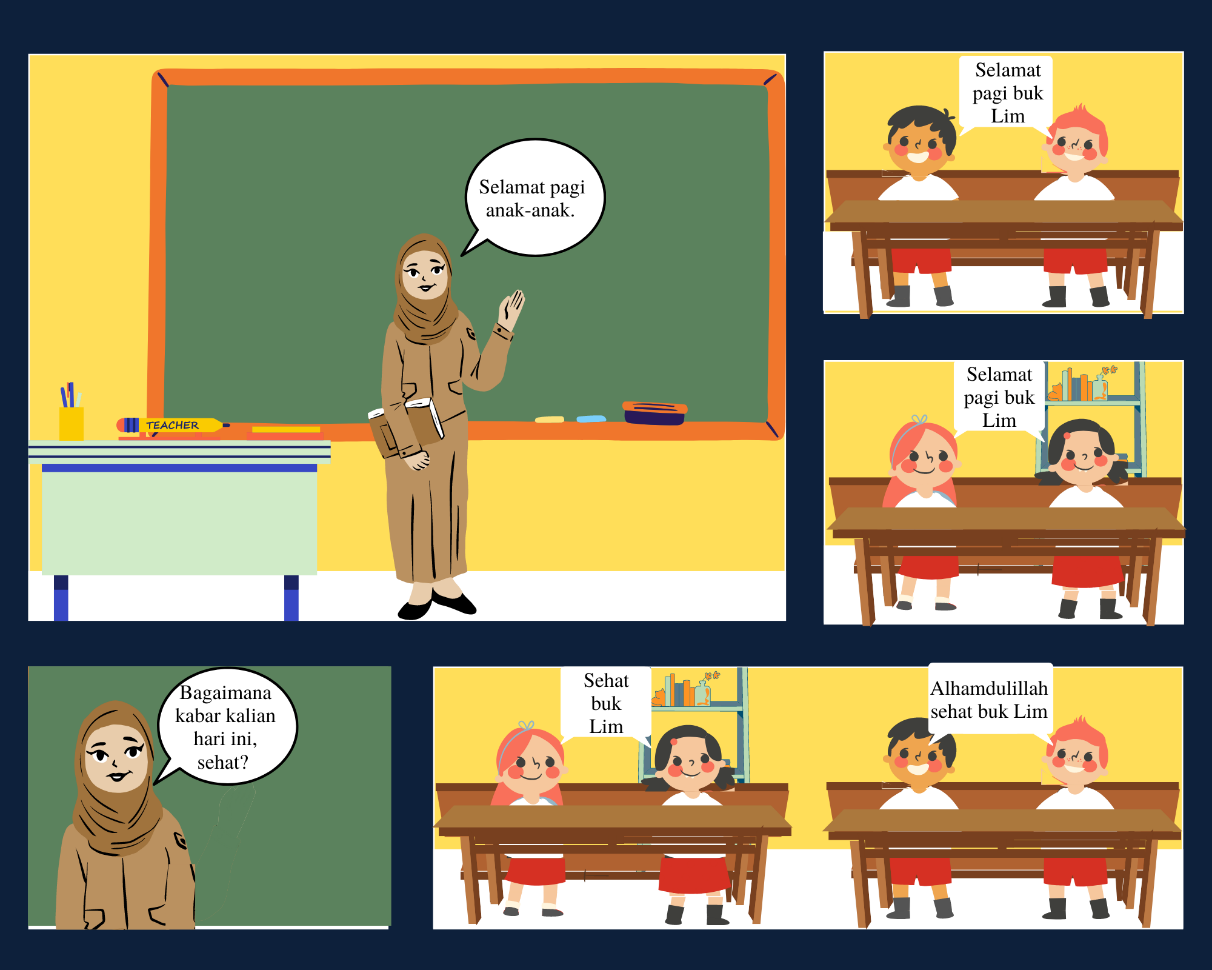 Selamat pagi
anak-anak.
TEACHER
Selamat
pagi buk
Lim
Selamat
pagi buk
Lim
Bagaimana
kabar kalian
hari ini,
sehat?
Sehat
buk
Lim
Alhamdulillah
sehat buk Lim